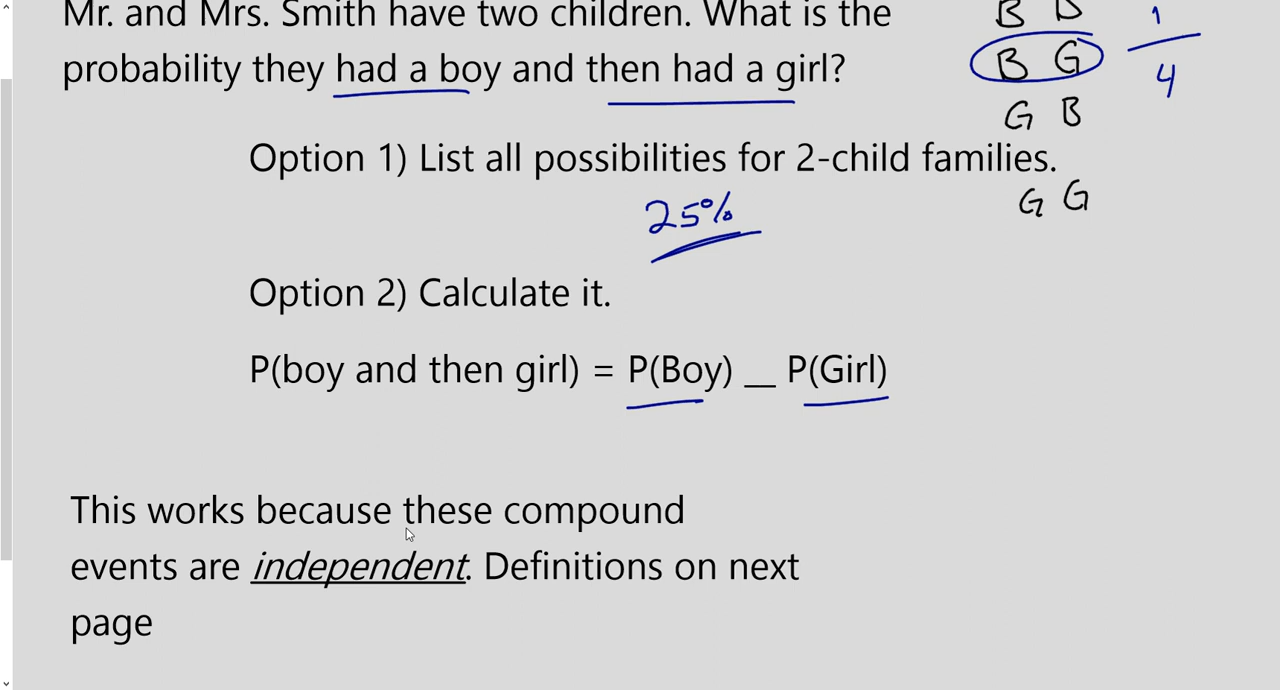 Mr. and Mrs. Smith have two children. What is the
B B
1
probability they had a boy and then had a girl?
B G
4
G B
Option 1) List all possibilities for 2-child families.
25%
G G
Option 2) Calculate it.
P(boy and then girl) = P(Boy) __ P(Girl)
This works because these compound
events are independent. Definitions on next
page